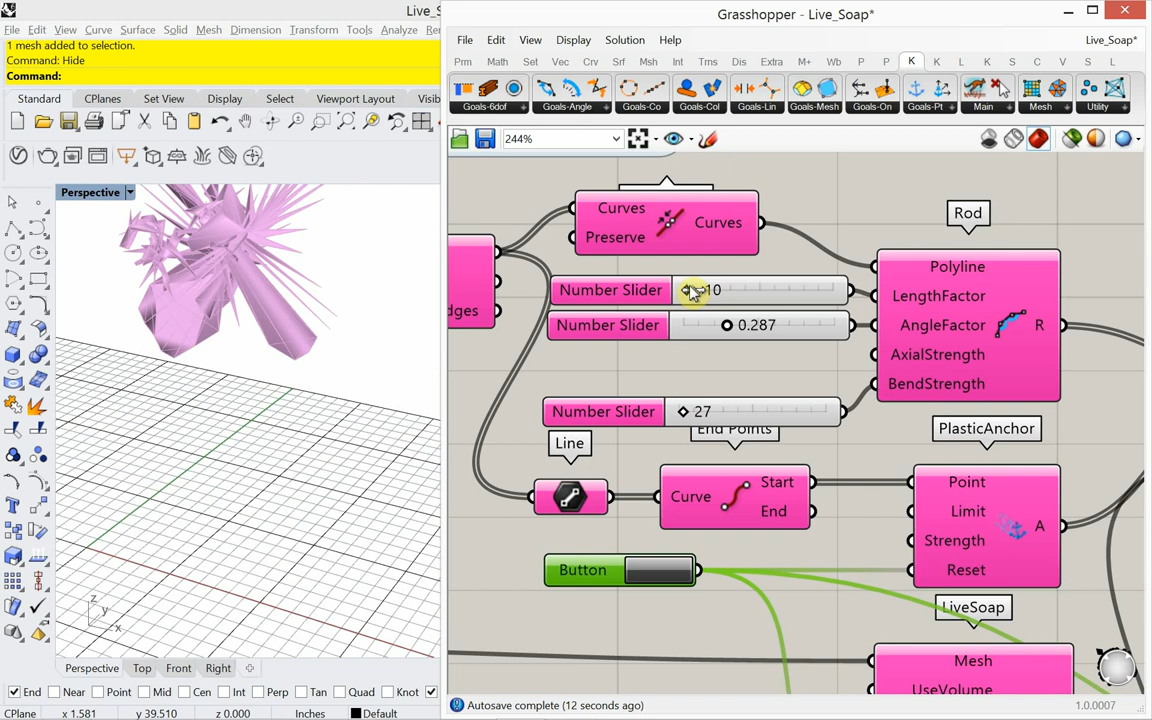 Live_S
File Edit View Curve Surface Solid Mesh Dimension Transform Tools Analyze Re
1 mesh added to selection.
Command: Hide
Command:
Standard CPlanes Set View Display Select Viewport Layout Visib
Perspective
z
y
x
Perspective Top Front Right
End Near Point Mid Cen Int Perp Tan Quad Knot
CPlane x 1.581 y 39.510 z 0.000 Inches Default
Grasshopper - Live_Soap*
File Edit View Display Solution Help Live_Soap*
Prm Math Set Vec Crv Srf Msh Int Trns Dis Extra M+ Wb P P K K L K S C V S L
Goals-6dof Goals-Angle Goals-Co Goals-Col Goals-Lin Goals-Mesh Goals-On Goals-Pt Main Mesh Utility
244%
Curves
Preserve
Curves
Rod
Polyline
LengthFactor
AngleFactor
AxialStrength
BendStrength
R
dges
Number Slider 10
Number Slider 0.287
Number Slider 27
Line
End Points
Curve
Start
End
PlasticAnchor
Point
Limit
Strength
Reset
A
Button
LiveSoap
Mesh
UseVolume
Autosave complete (12 seconds ago) 1.0.0007